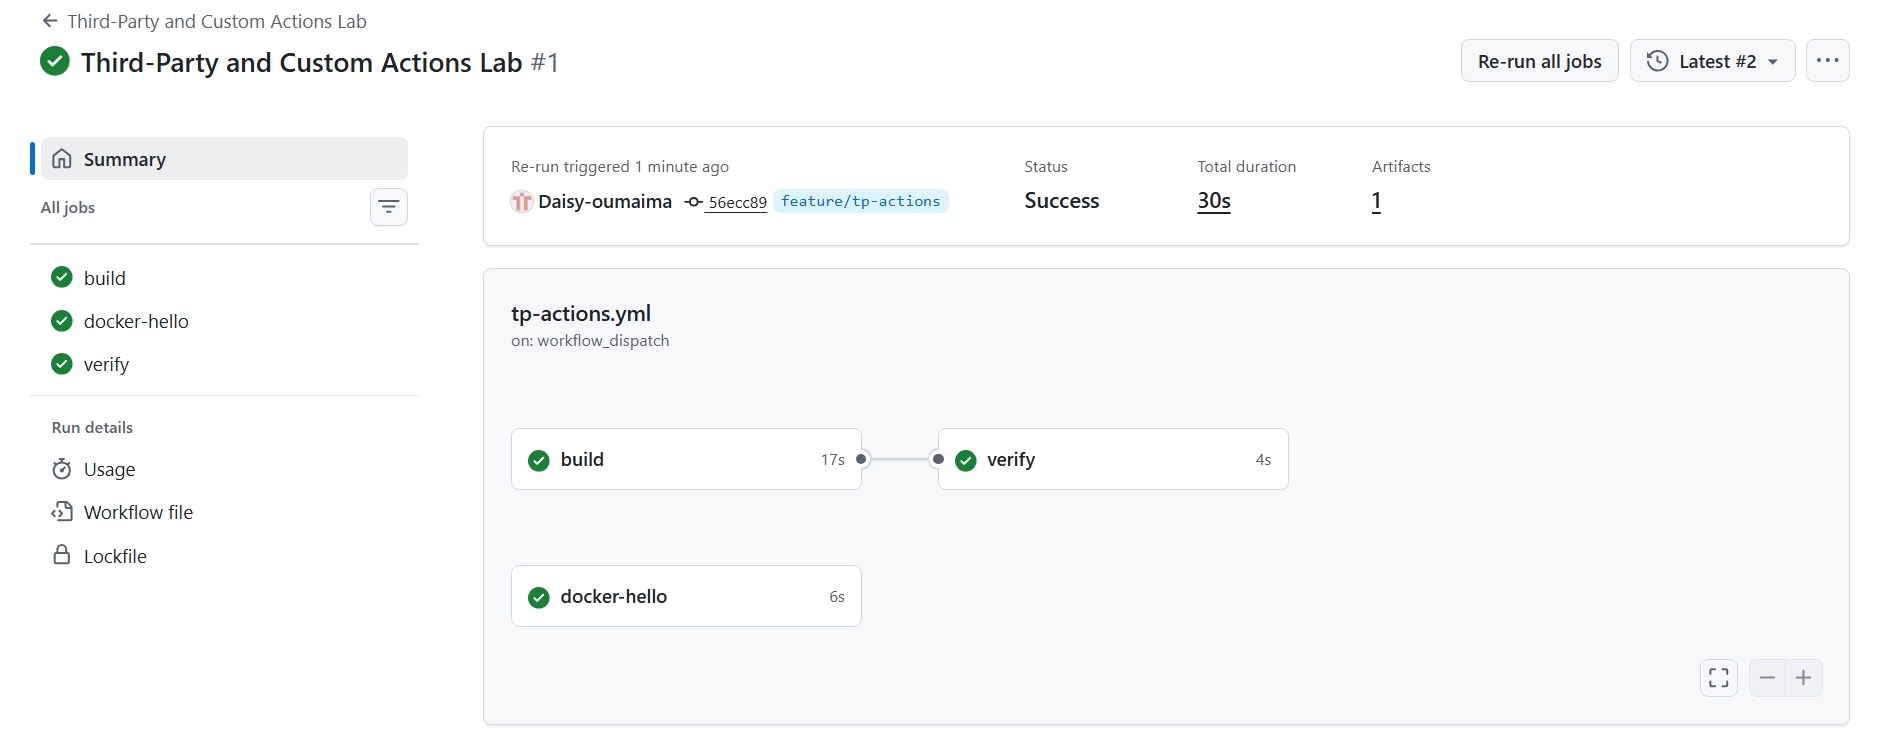 Third-Party and Custom Actions Lab
Third-Party and Custom Actions Lab #1
Re-run all jobs
Latest #2
Summary
All jobs
build
docker-hello
verify
Run details
Usage
Workflow file
Lockfile
Re-run triggered 1 minute ago
Daisy-oumaima 56ecc89 feature/tp-actions
Status
Success
Total duration
30s
Artifacts
1
tp-actions.yml
on: workflow_dispatch
build 17s
verify 4s
docker-hello 6s